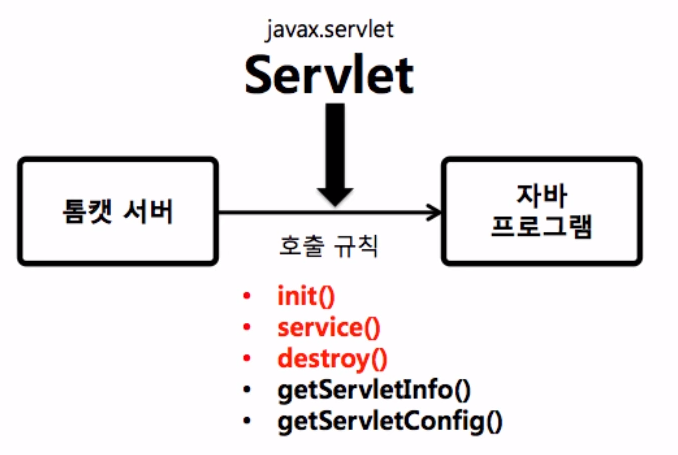 javax.servlet
Servlet
톰캣 서버
자바
프로그램
호출 규칙
• init()
• service()
• destroy()
• getServletInfo()
• getServletConfig()